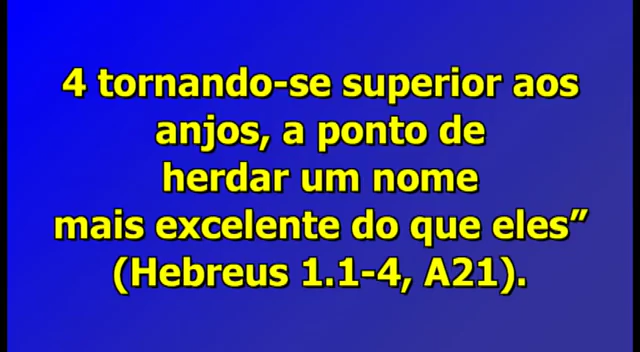 4 tornando-se superior aos
anjos, a ponto de
herdar um nome
mais excelente do que eles”
(Hebreus 1.1-4, A21).